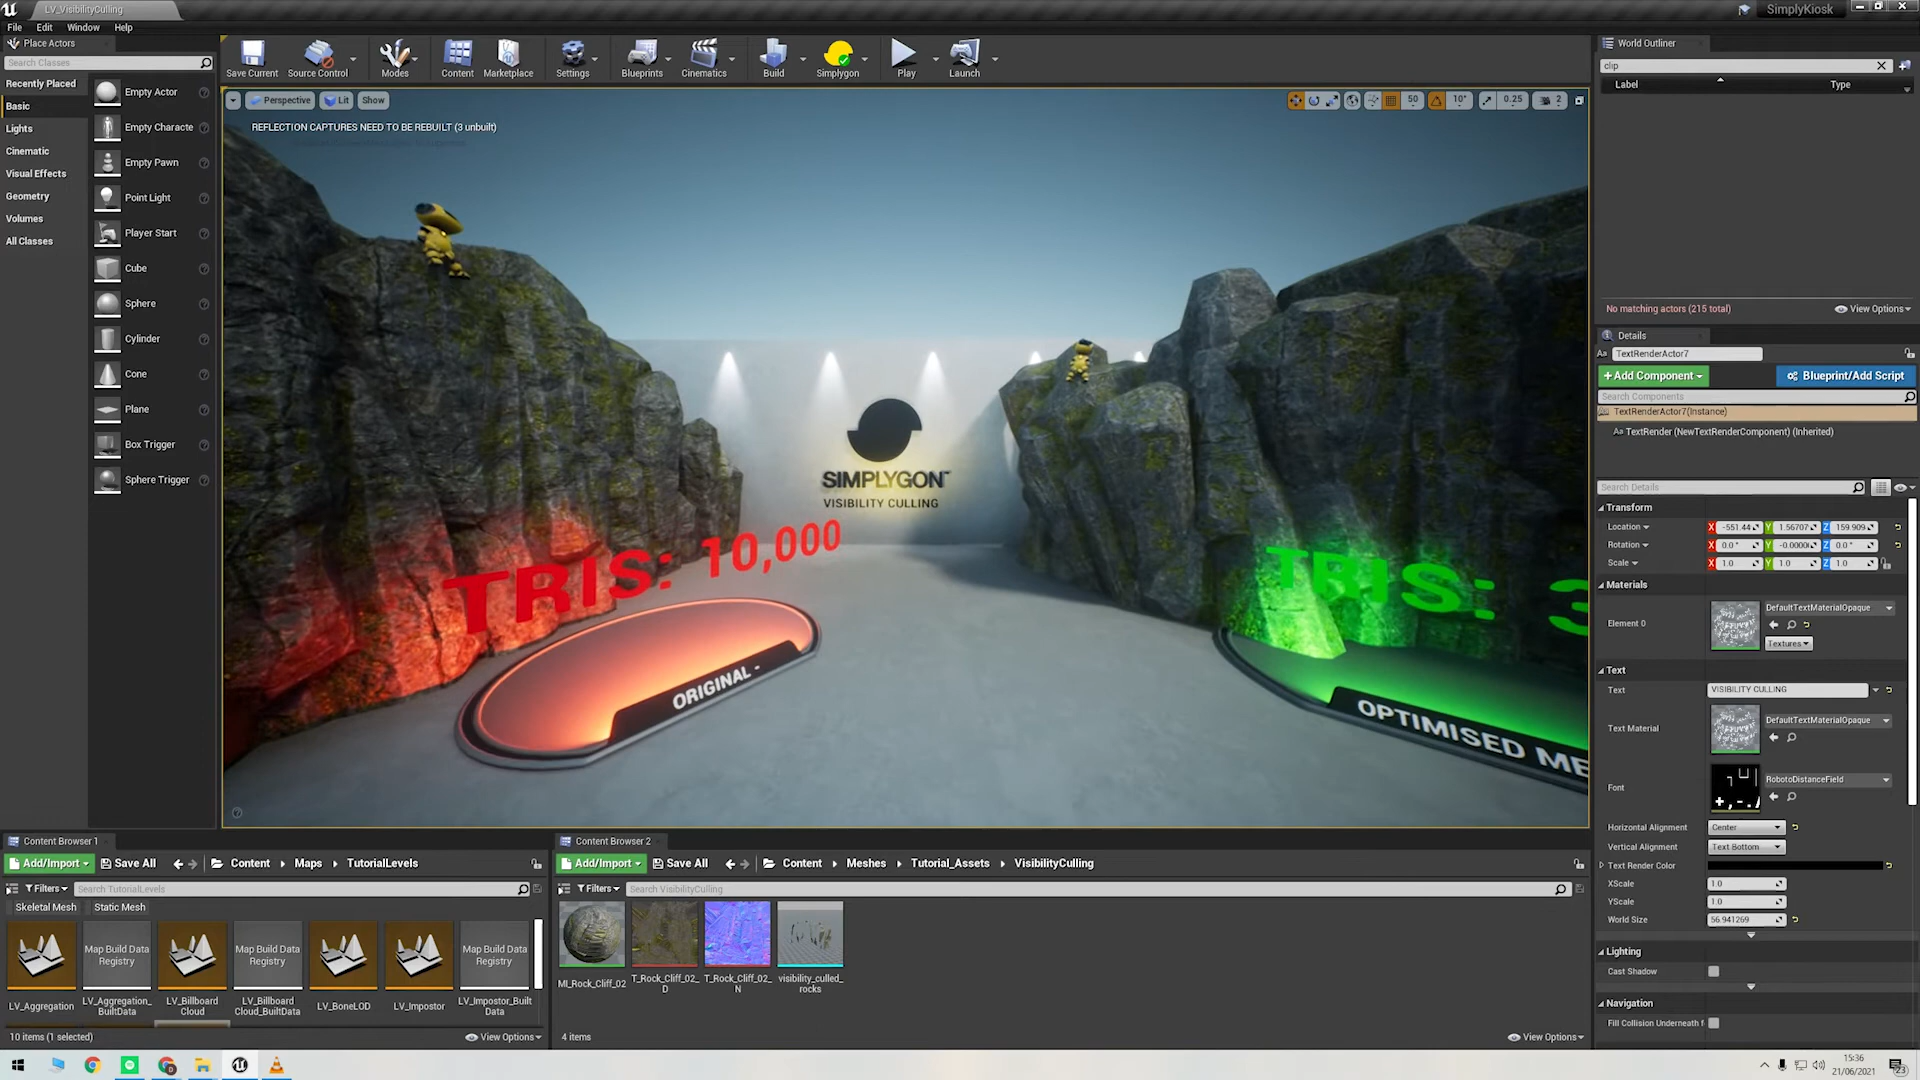 LV_VisibilityCulling
SimplyKiosk
File Edit Window Help
Place Actors
Search Classes
Recently Placed
Basic
Lights
Cinematic
Visual Effects
Geometry
Volumes
All Classes
Empty Actor
Empty Characte
Empty Pawn
Point Light
Player Start
Cube
Sphere
Cylinder
Cone
Plane
Box Trigger
Sphere Trigger
Save Current Source Control Modes Content Marketplace Settings Blueprints Cinematics Build Simplygon Play Launch
Perspective Lit Show
50 10° 0.25 2
REFLECTION CAPTURES NEED TO BE REBUILT (3 unbuilt)
SIMPLYGON™
VISIBILITY CULLING
TRIS: 10,000
TRIS: 3
ORIGINAL -
OPTIMISED ME
World Outliner
clip
Label Type
No matching actors (215 total) View Options
Details
TextRenderActor7
+Add Component Blueprint/Add Script
Search Components
TextRenderActor7(Instance)
TextRender (NewTextRenderComponent) (Inherited)
Search Details
Transform
Location X -551.44 Y 1.56707 Z 159.909
Rotation X 0.0° Y -0.0000 Z 0.0°
Scale X 1.0 Y 1.0 Z 1.0
Materials
Element 0 DefaultTextMaterialOpaque
Textures
Text
Text VISIBILITY CULLING
Text Material DefaultTextMaterialOpaque
Font RobotoDistanceField
Horizontal Alignment Center
Vertical Alignment Text Bottom
Text Render Color
XScale 1.0
YScale 1.0
World Size 56.941269
Lighting
Cast Shadow
Navigation
Fill Collision Underneath f
Content Browser 1
Add/Import Save All Content Maps TutorialLevels
Filters Search TutorialLevels
Skeletal Mesh Static Mesh
Map Build Data Registry
Map Build Data Registry
Map Build Data Registry
LV_Aggregation
LV_Aggregation_BuiltData
LV_Billboard Cloud
LV_Billboard Cloud_BuiltData
LV_BoneLOD
LV_Impostor
LV_Impostor_Built Data
10 items (1 selected) View Options
Content Browser 2
Add/Import Save All Content Meshes Tutorial_Assets VisibilityCulling
Filters Search VisibilityCulling
MI_Rock_Cliff_02
T_Rock_Cliff_02_D
T_Rock_Cliff_02_N
visibility_culled_rocks
4 items View Options
15:36
21/06/2021
23